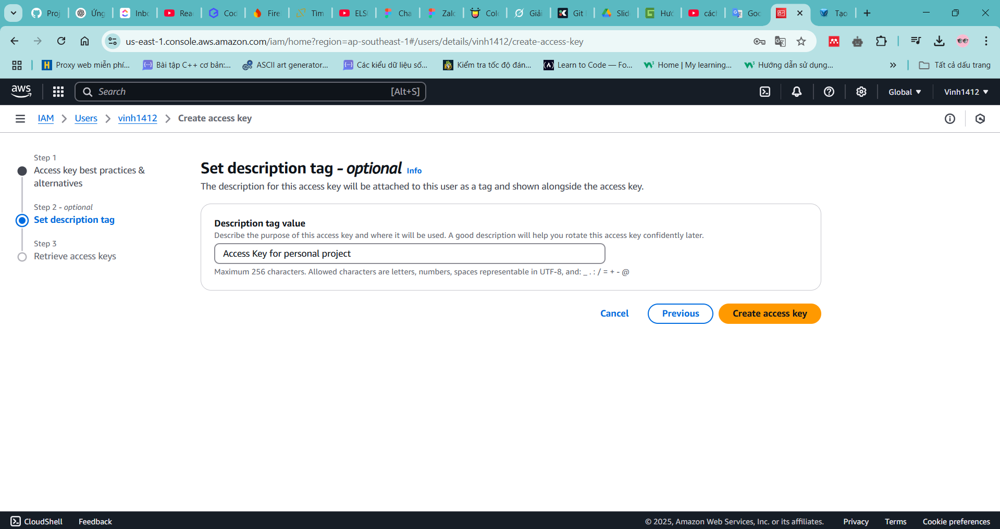 Proj
Ứng
Inbo
Rea
Cod
Fire
Tìm
ELS
Cha
Zalo
Colo
Giải
Git
Slid
Hướ
cách
Goo
Tạo
us-east-1.console.aws.amazon.com/iam/home?region=ap-southeast-1#/users/details/vinh1412/create-access-key
Proxy web miễn phí...
Bài tập C++ cơ bản:...
ASCII art generator...
Các kiểu dữ liệu số...
Kiểm tra tốc độ đán...
Learn to Code — Fo...
Home | My learning...
Hướng dẫn sử dụng...
Tất cả dấu trang
aws
Search
[Alt+S]
Global
Vinh1412
IAM
Users
vinh1412
Create access key
Step 1
Access key best practices &
alternatives
Step 2 - optional
Set description tag
Step 3
Retrieve access keys
Set description tag - optional Info
The description for this access key will be attached to this user as a tag and shown alongside the access key.
Description tag value
Describe the purpose of this access key and where it will be used. A good description will help you rotate this access key confidently later.
Access Key for personal project
Maximum 256 characters. Allowed characters are letters, numbers, spaces representable in UTF-8, and: _ . : / = + - @
Cancel
Previous
Create access key
CloudShell
Feedback
© 2025, Amazon Web Services, Inc. or its affiliates.
Privacy
Terms
Cookie preferences